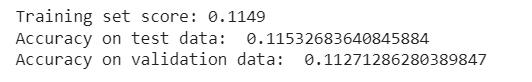 Training set score: 0.1149
Accuracy on test data:  0.11532683640845884
Accuracy on validation data:  0.11271286280389847